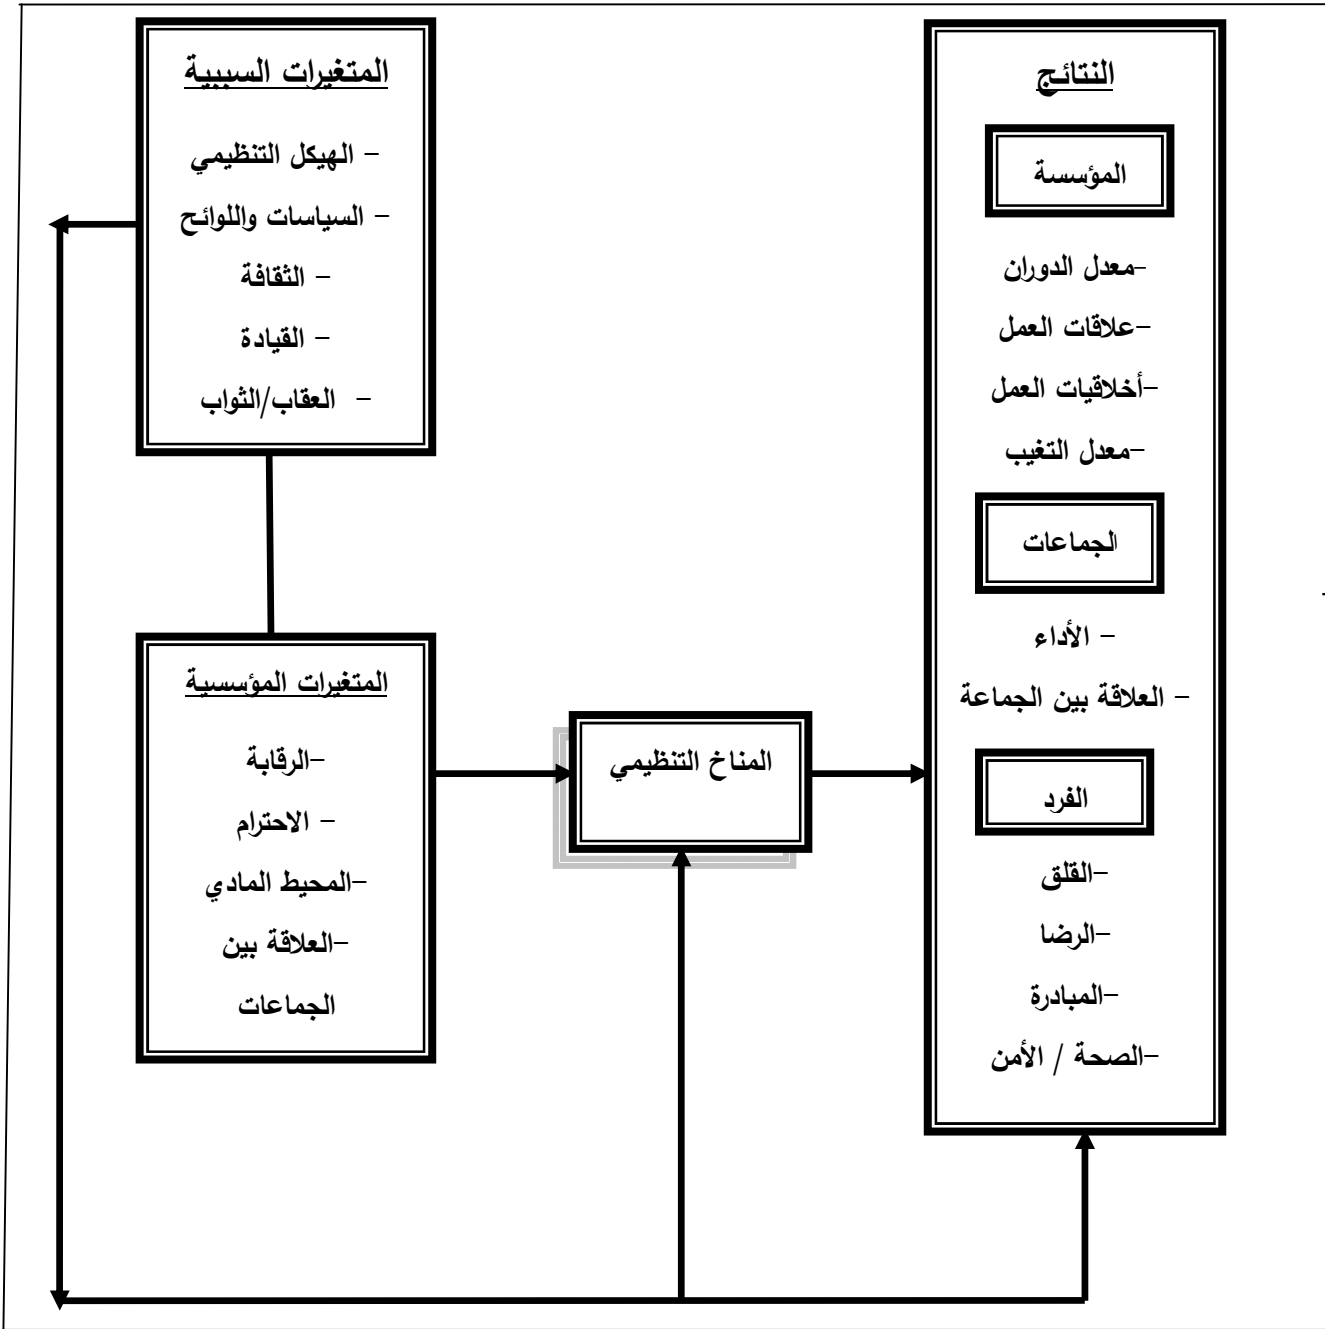 المتغيرات السببية
– الهيكل التنظيمي
– السياسات واللوائح
– الثقافة
– القيادة
– العقاب/الثواب
المتغيرات المؤسسية
–الرقابة
– الاحترام
–المحيط المادي
–العلاقة بين
الجماعات
المناخ التنظيمي
النتائج
المؤسسة
–معدل الدوران
–علاقات العمل
–أخلاقيات العمل
–معدل التغيب
الجماعات
– الأداء
– العلاقة بين الجماعة
الفرد
–القلق
–الرضا
–المبادرة
–الصحة / الأمن